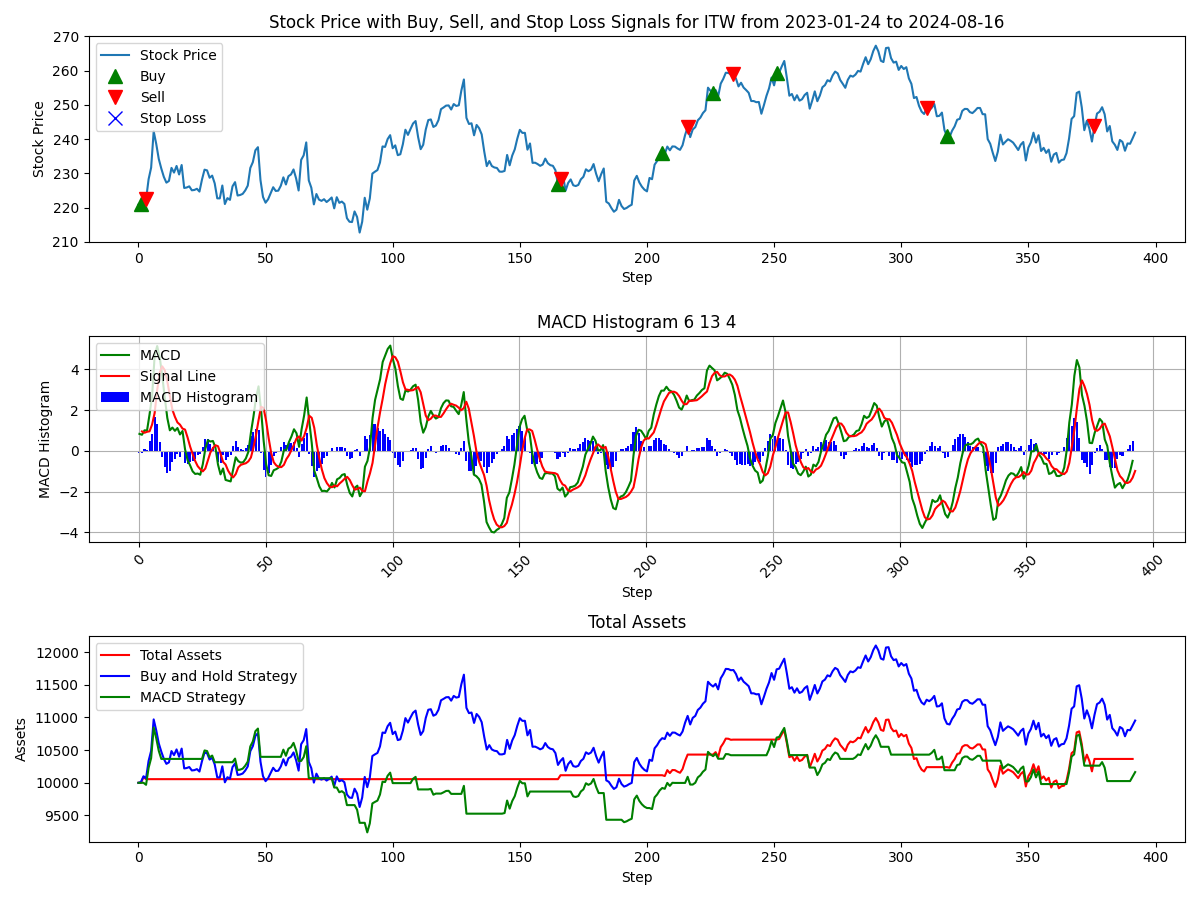 Stock Price with Buy, Sell, and Stop Loss Signals for ITW from 2023-01-24 to 2024-08-16
270
260
250
240
230
220
210
Stock Price
Stock Price
Buy
Sell
Stop Loss
0 50 100 150 200 250 300 350 400
Step
MACD Histogram 6 13 4
4
2
0
−2
−4
MACD Histogram
MACD
Signal Line
MACD Histogram
0 50 100 150 200 250 300 350 400
Step
Total Assets
12000
11500
11000
10500
10000
9500
Assets
Total Assets
Buy and Hold Strategy
MACD Strategy
0 50 100 150 200 250 300 350 400
Step